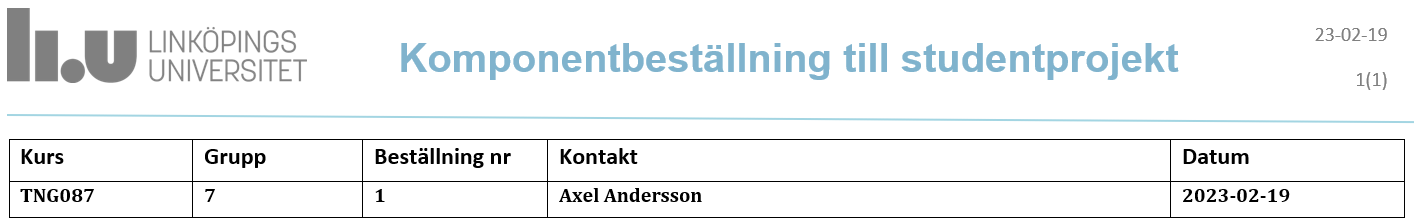 li.u LINKÖPINGS
UNIVERSITET
Komponentbeställning till studentprojekt
23-02-19
1(1)
Kurs Grupp Beställning nr Kontakt Datum
TNG087 7 1 Axel Andersson 2023-02-19